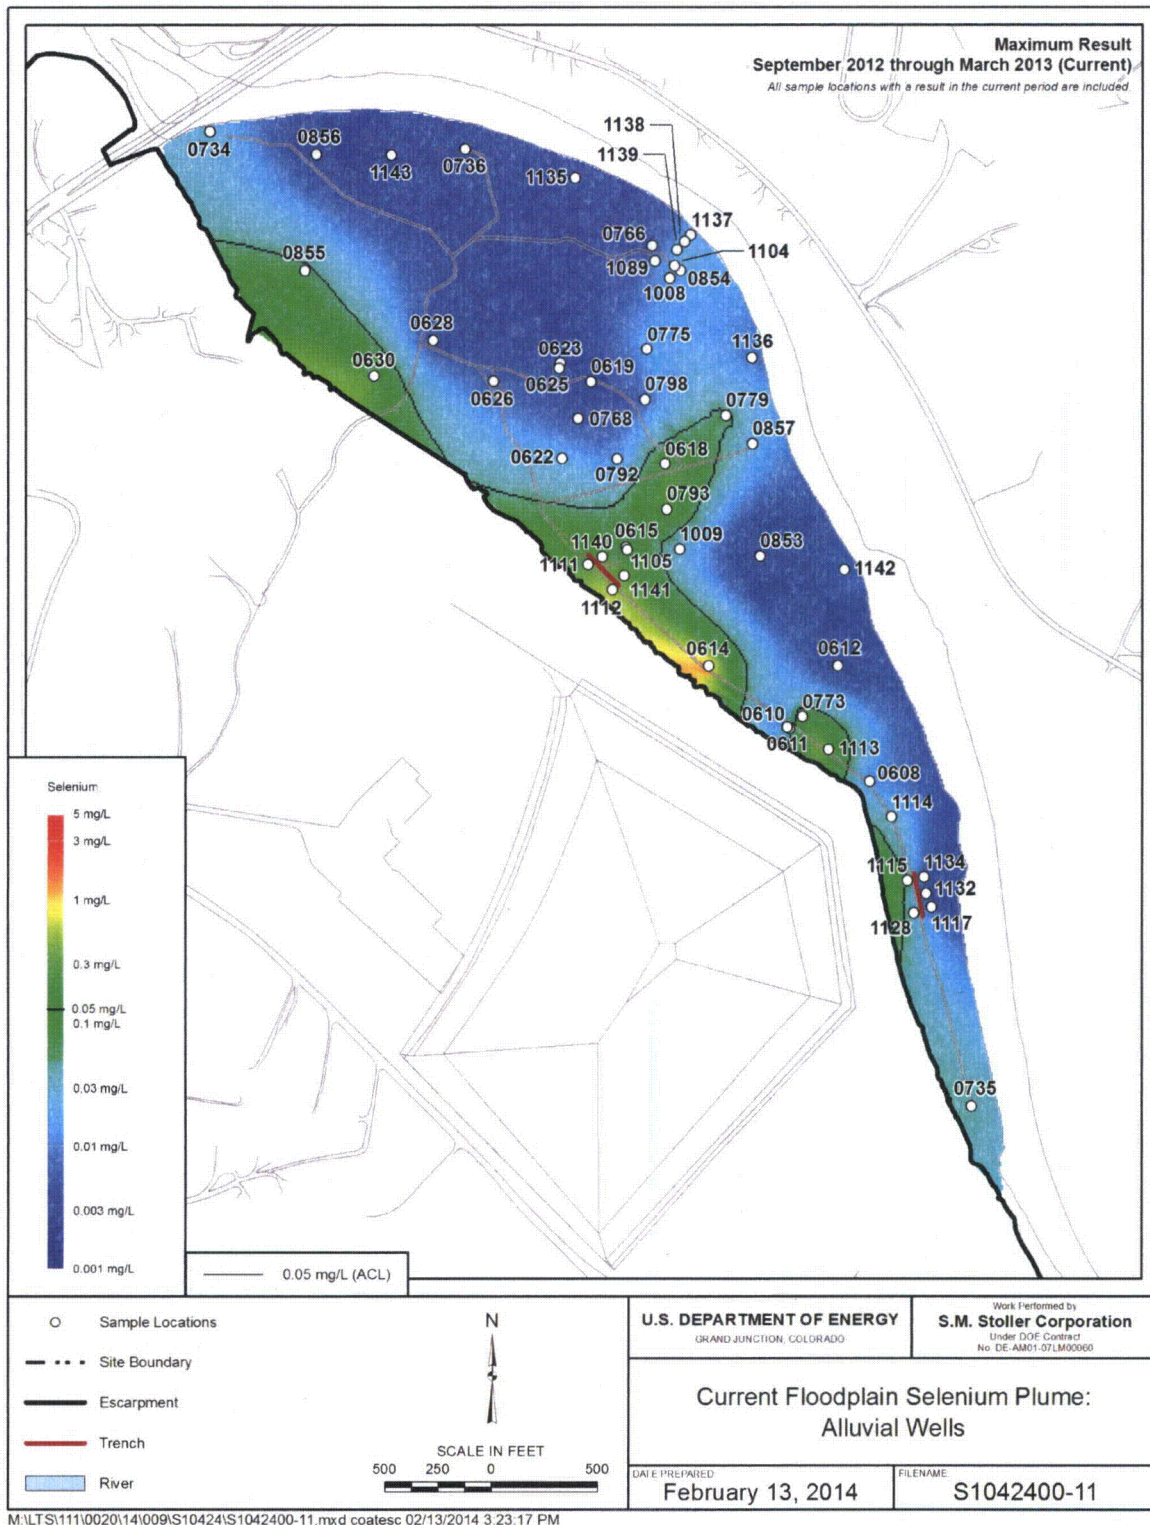 Maximum Result
September 2012 through March 2013 (Current)
All sample locations with a result in the current period are included.
1138
1139
0734
0856
1143
0736
1135
1137
0766
1104
1089
0854
1008
0855
0628
0775
1136
0623
0630
0619
0625
0626
0798
0779
0768
0857
0618
0622
0792
0793
0615
1009
1140
0853
1111
1105
1142
1141
1112
0614
0612
0773
0610
0611
1113
0608
1114
1115
1134
1132
1128
1117
0735
Selenium
5 mg/L
3 mg/L
1 mg/L
0.3 mg/L
0.05 mg/L
0.1 mg/L
0.03 mg/L
0.01 mg/L
0.003 mg/L
0.001 mg/L
0.05 mg/L (ACL)
Sample Locations
Site Boundary
Escarpment
Trench
River
N
SCALE IN FEET
500 250 0 500
U.S. DEPARTMENT OF ENERGY
GRAND JUNCTION, COLORADO
Work Performed by
S.M. Stoller Corporation
Under DOE Contract
No. DE-AM01-07LM00060
Current Floodplain Selenium Plume:
Alluvial Wells
DATE PREPARED:
February 13, 2014
FILENAME:
S1042400-11
M:\LTS\111\0020\14\009\S10424\S1042400-11.mxd coatesc 02/13/2014 3:23:17 PM